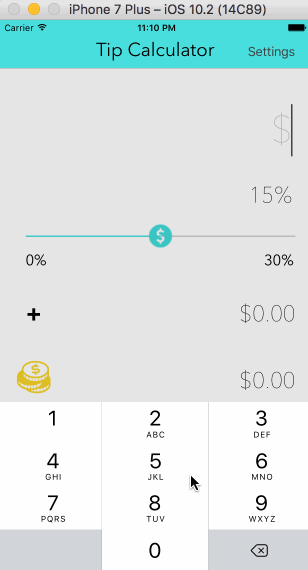 iPhone 7 Plus – iOS 10.2 (14C89)
Carrier 11:10 PM
Tip Calculator Settings
$
15%
$
0% 30%
+ $0.00
$ $0.00
1 2 3
ABC DEF
4 5 6
GHI JKL MNO
7 8 9
PQRS TUV WXYZ
0